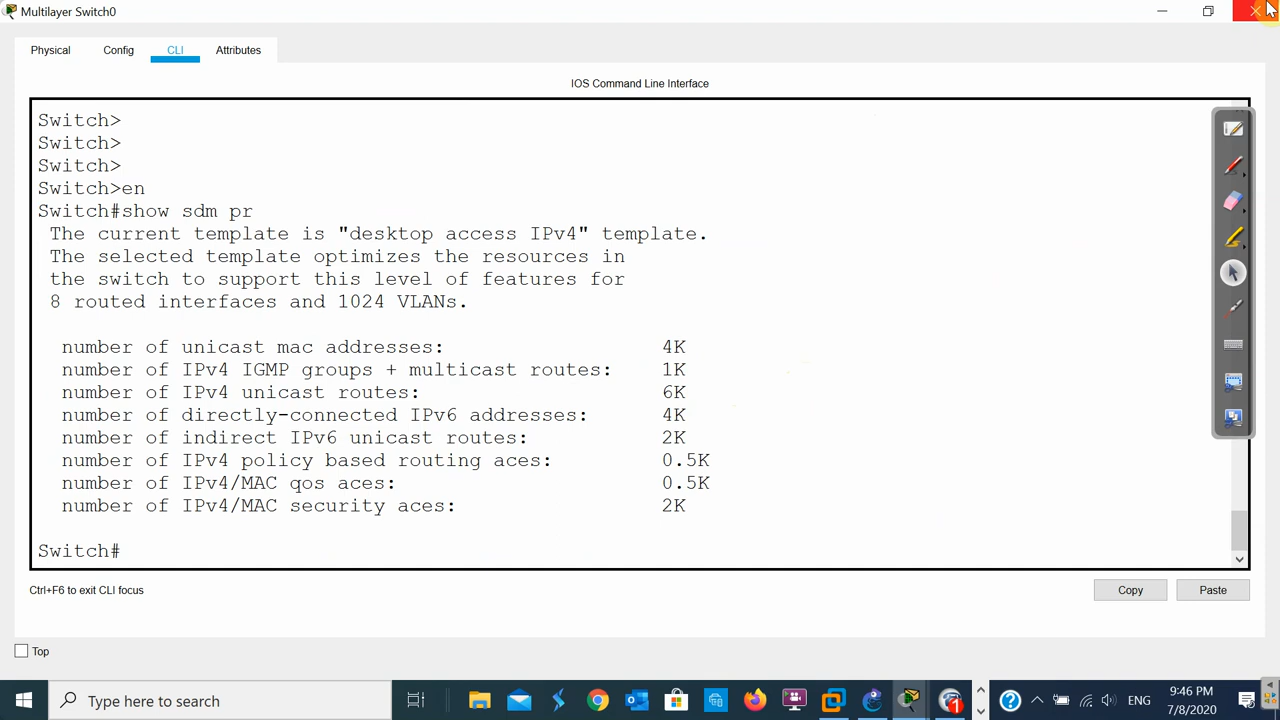 Multilayer Switch0
Physical
Config
CLI
Attributes
IOS Command Line Interface
Switch>
Switch>
Switch>
Switch>en
Switch#show sdm pr
The current template is "desktop access IPv4" template.
The selected template optimizes the resources in
the switch to support this level of features for
8 routed interfaces and 1024 VLANs.
number of unicast mac addresses: 4K
number of IPv4 IGMP groups + multicast routes: 1K
number of IPv4 unicast routes: 6K
number of directly-connected IPv6 addresses: 4K
number of indirect IPv6 unicast routes: 2K
number of IPv4 policy based routing aces: 0.5K
number of IPv4/MAC qos aces: 0.5K
number of IPv4/MAC security aces: 2K
Switch#
Ctrl+F6 to exit CLI focus
Copy
Paste
Top
Type here to search
1
ENG
9:46 PM
7/8/2020